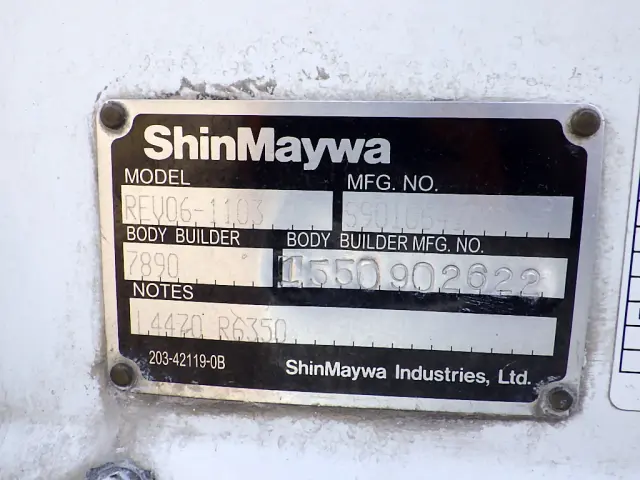 ShinMaywa
MODEL MFG. NO.
REV06-1103
BODY BUILDER BODY BUILDER MFG. NO.
7890 1550902622
NOTES
L4470 R6350
203-42119-0B ShinMaywa Industries, Ltd.